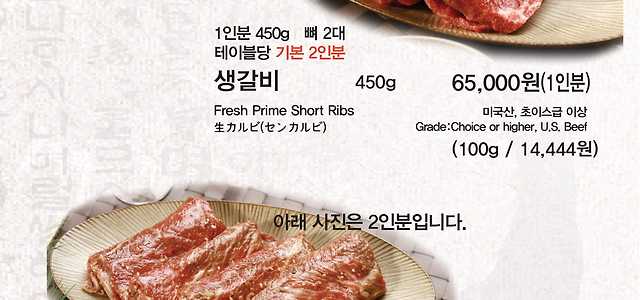 1인분 450g 뼈 2대
테이블당 기본 2인분
생갈비 450g 65,000원(1인분)
Fresh Prime Short Ribs 미국산, 초이스급 이상
生カルビ(センカルビ) Grade:Choice or higher, U.S. Beef
(100g / 14,444원)
아래 사진은 2인분입니다.